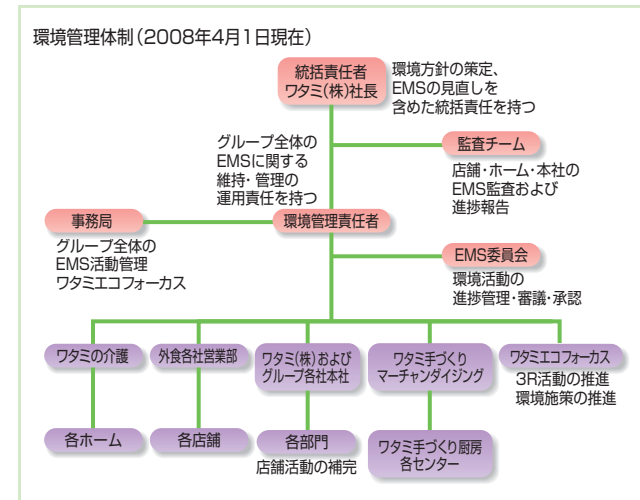 環境管理体制(2008年4月1日現在)
統括責任者
ワタミ(株)社長
環境方針の策定、
EMSの見直しを
含めた統括責任を持つ
グループ全体の
EMSに関する
維持・管理の
運用責任を持つ
監査チーム
店舗・ホーム・本社の
EMS監査および
進捗報告
事務局
グループ全体の
EMS活動管理
ワタミエコフォーカス
環境管理責任者
EMS委員会
環境活動の
進捗管理・審議・承認
ワタミの介護
外食各社営業部
ワタミ(株)および
グループ各社本社
ワタミ手づくり
マーチャンダイジング
ワタミエコフォーカス
3R活動の推進
環境施策の推進
各ホーム
各店舗
各部門
店舗活動の補完
ワタミ手づくり厨房
各センター